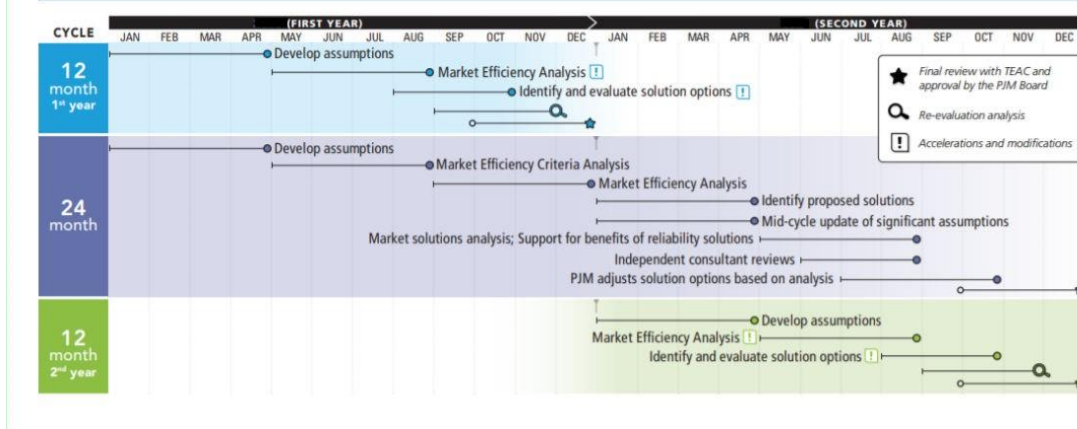 (FIRST YEAR) (SECOND YEAR)
CYCLE JAN FEB MAR APR MAY JUN JUL AUG SEP OCT NOV DEC JAN FEB MAR APR MAY JUN JUL AUG SEP OCT NOV DEC
12
month
1st year
Develop assumptions
Market Efficiency Analysis !
Identify and evaluate solution options !
Final review with TEAC and
approval by the PJM Board
Re-evaluation analysis
! Accelerations and modifications
24
month
Develop assumptions
Market Efficiency Criteria Analysis
Market Efficiency Analysis
Identify proposed solutions
Mid-cycle update of significant assumptions
Market solutions analysis; Support for benefits of reliability solutions
Independent consultant reviews
PJM adjusts solution options based on analysis
12
month
2nd year
Develop assumptions
Market Efficiency Analysis !
Identify and evaluate solution options !